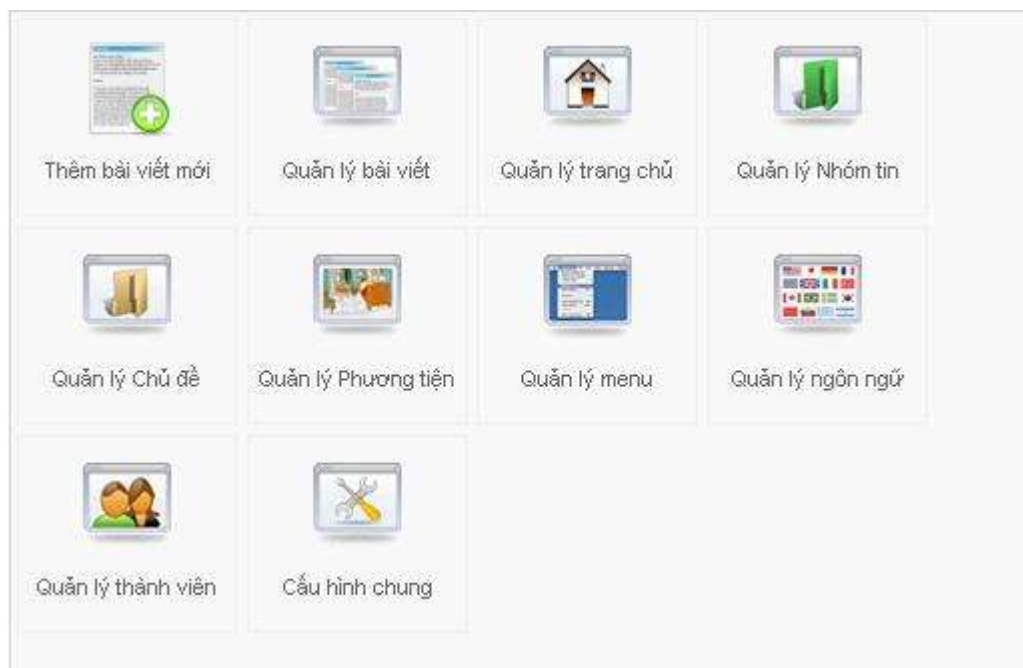 Thêm bài viết mới
Quản lý bài viết
Quản lý trang chủ
Quản lý Nhóm tin
Quản lý Chủ đề
Quản lý Phương tiện
Quản lý menu
Quản lý ngôn ngữ
Quản lý thành viên
Cấu hình chung